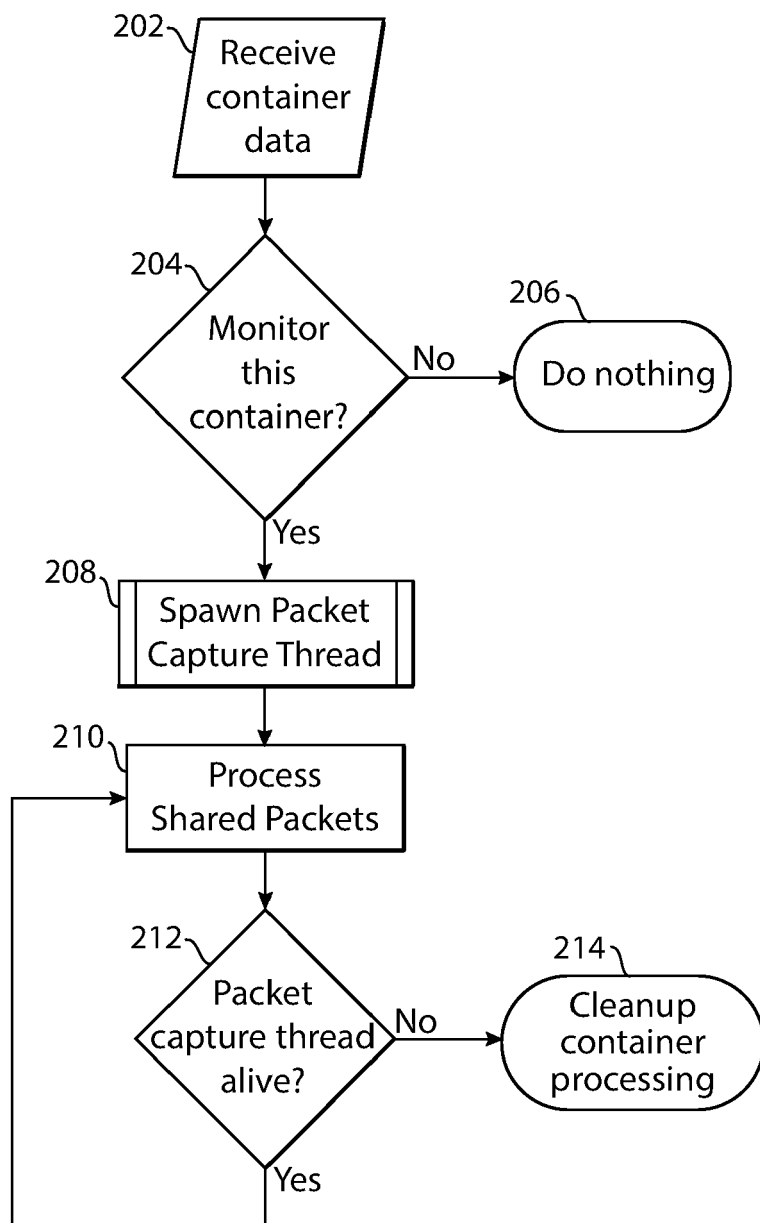 202
Receive
container
data
204
Monitor
this
container?
No
206
Do nothing
Yes
208
Spawn Packet
Capture Thread
210
Process
Shared Packets
212
Packet
capture thread
alive?
No
214
Cleanup
container
processing
Yes